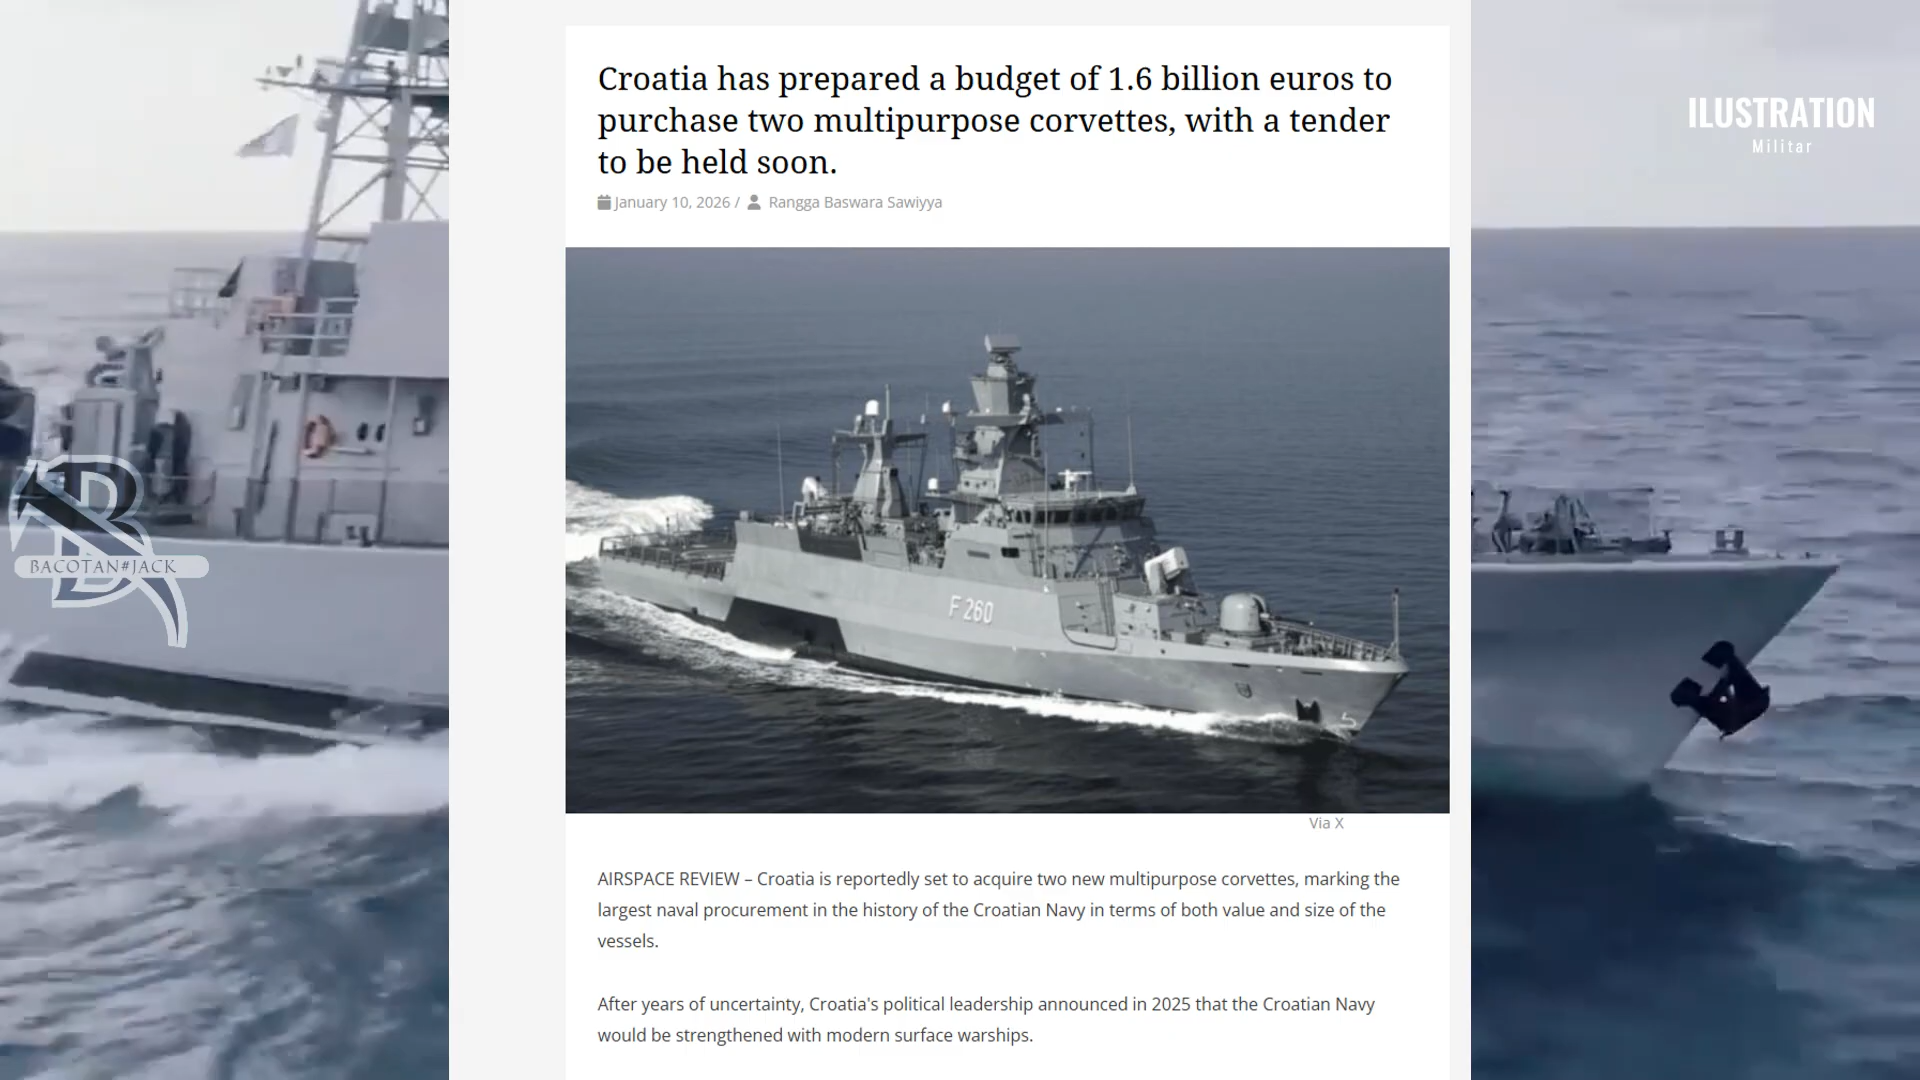 Croatia has prepared a budget of 1.6 billion euros to
purchase two multipurpose corvettes, with a tender
to be held soon.
January 10, 2026 / Rangga Baswara Sawiyya
ILUSTRATION
Militar
F 260
BACOTAN#JACK
Via X
AIRSPACE REVIEW – Croatia is reportedly set to acquire two new multipurpose corvettes, marking the
largest naval procurement in the history of the Croatian Navy in terms of both value and size of the
vessels.
After years of uncertainty, Croatia's political leadership announced in 2025 that the Croatian Navy
would be strengthened with modern surface warships.